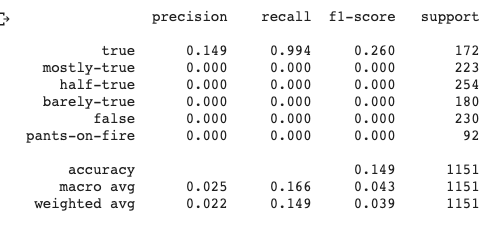 precision recall f1-score support
true 0.149 0.994 0.260 172
mostly-true 0.000 0.000 0.000 223
half-true 0.000 0.000 0.000 254
barely-true 0.000 0.000 0.000 180
false 0.000 0.000 0.000 230
pants-on-fire 0.000 0.000 0.000 92
accuracy 0.149 1151
macro avg 0.025 0.166 0.043 1151
weighted avg 0.022 0.149 0.039 1151